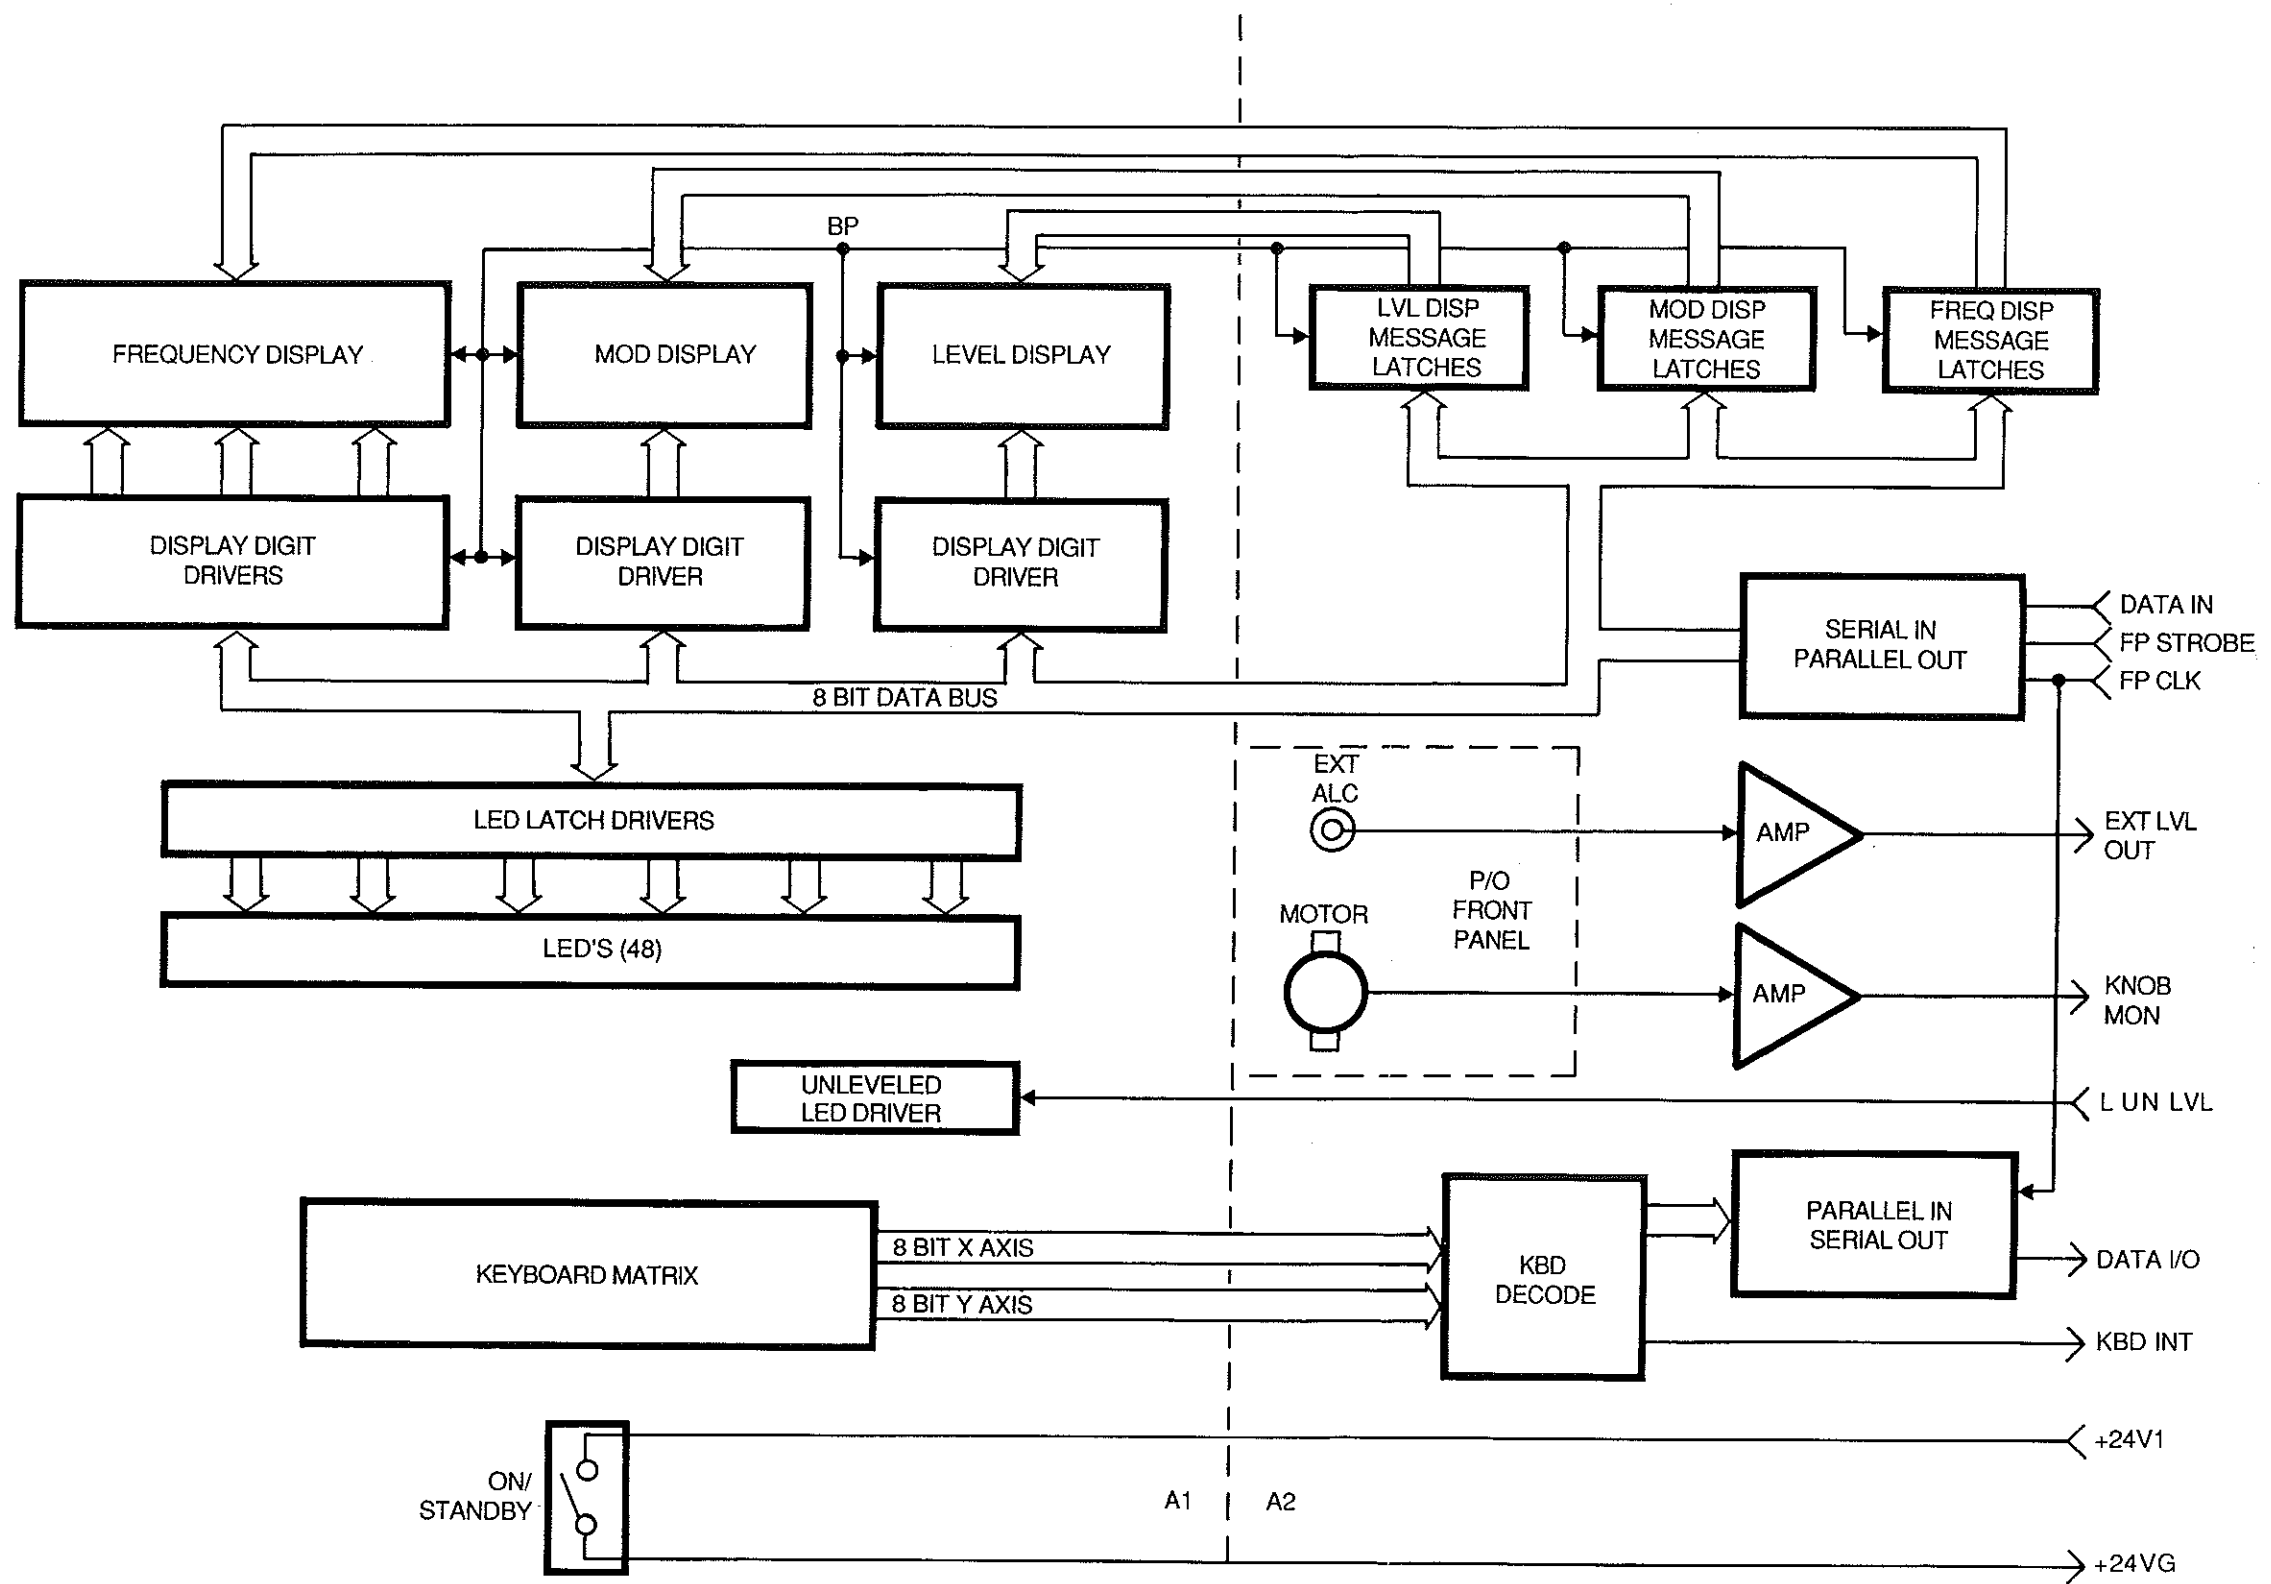 BP
FREQUENCY DISPLAY
MOD DISPLAY
LEVEL DISPLAY
LVL DISP
MESSAGE
LATCHES
MOD DISP
MESSAGE
LATCHES
FREQ DISP
MESSAGE
LATCHES
DISPLAY DIGIT
DRIVERS
DISPLAY DIGIT
DRIVER
DISPLAY DIGIT
DRIVER
SERIAL IN
PARALLEL OUT
DATA IN
FP STROBE
FP CLK
8 BIT DATA BUS
LED LATCH DRIVERS
EXT
ALC
AMP
EXT LVL
OUT
P/O
FRONT
PANEL
MOTOR
AMP
KNOB
MON
LED'S (48)
UNLEVELED
LED DRIVER
L UN LVL
KEYBOARD MATRIX
8 BIT X AXIS
8 BIT Y AXIS
KBD
DECODE
PARALLEL IN
SERIAL OUT
DATA I/O
KBD INT
ON/
STANDBY
+24V1
A1
A2
+24VG